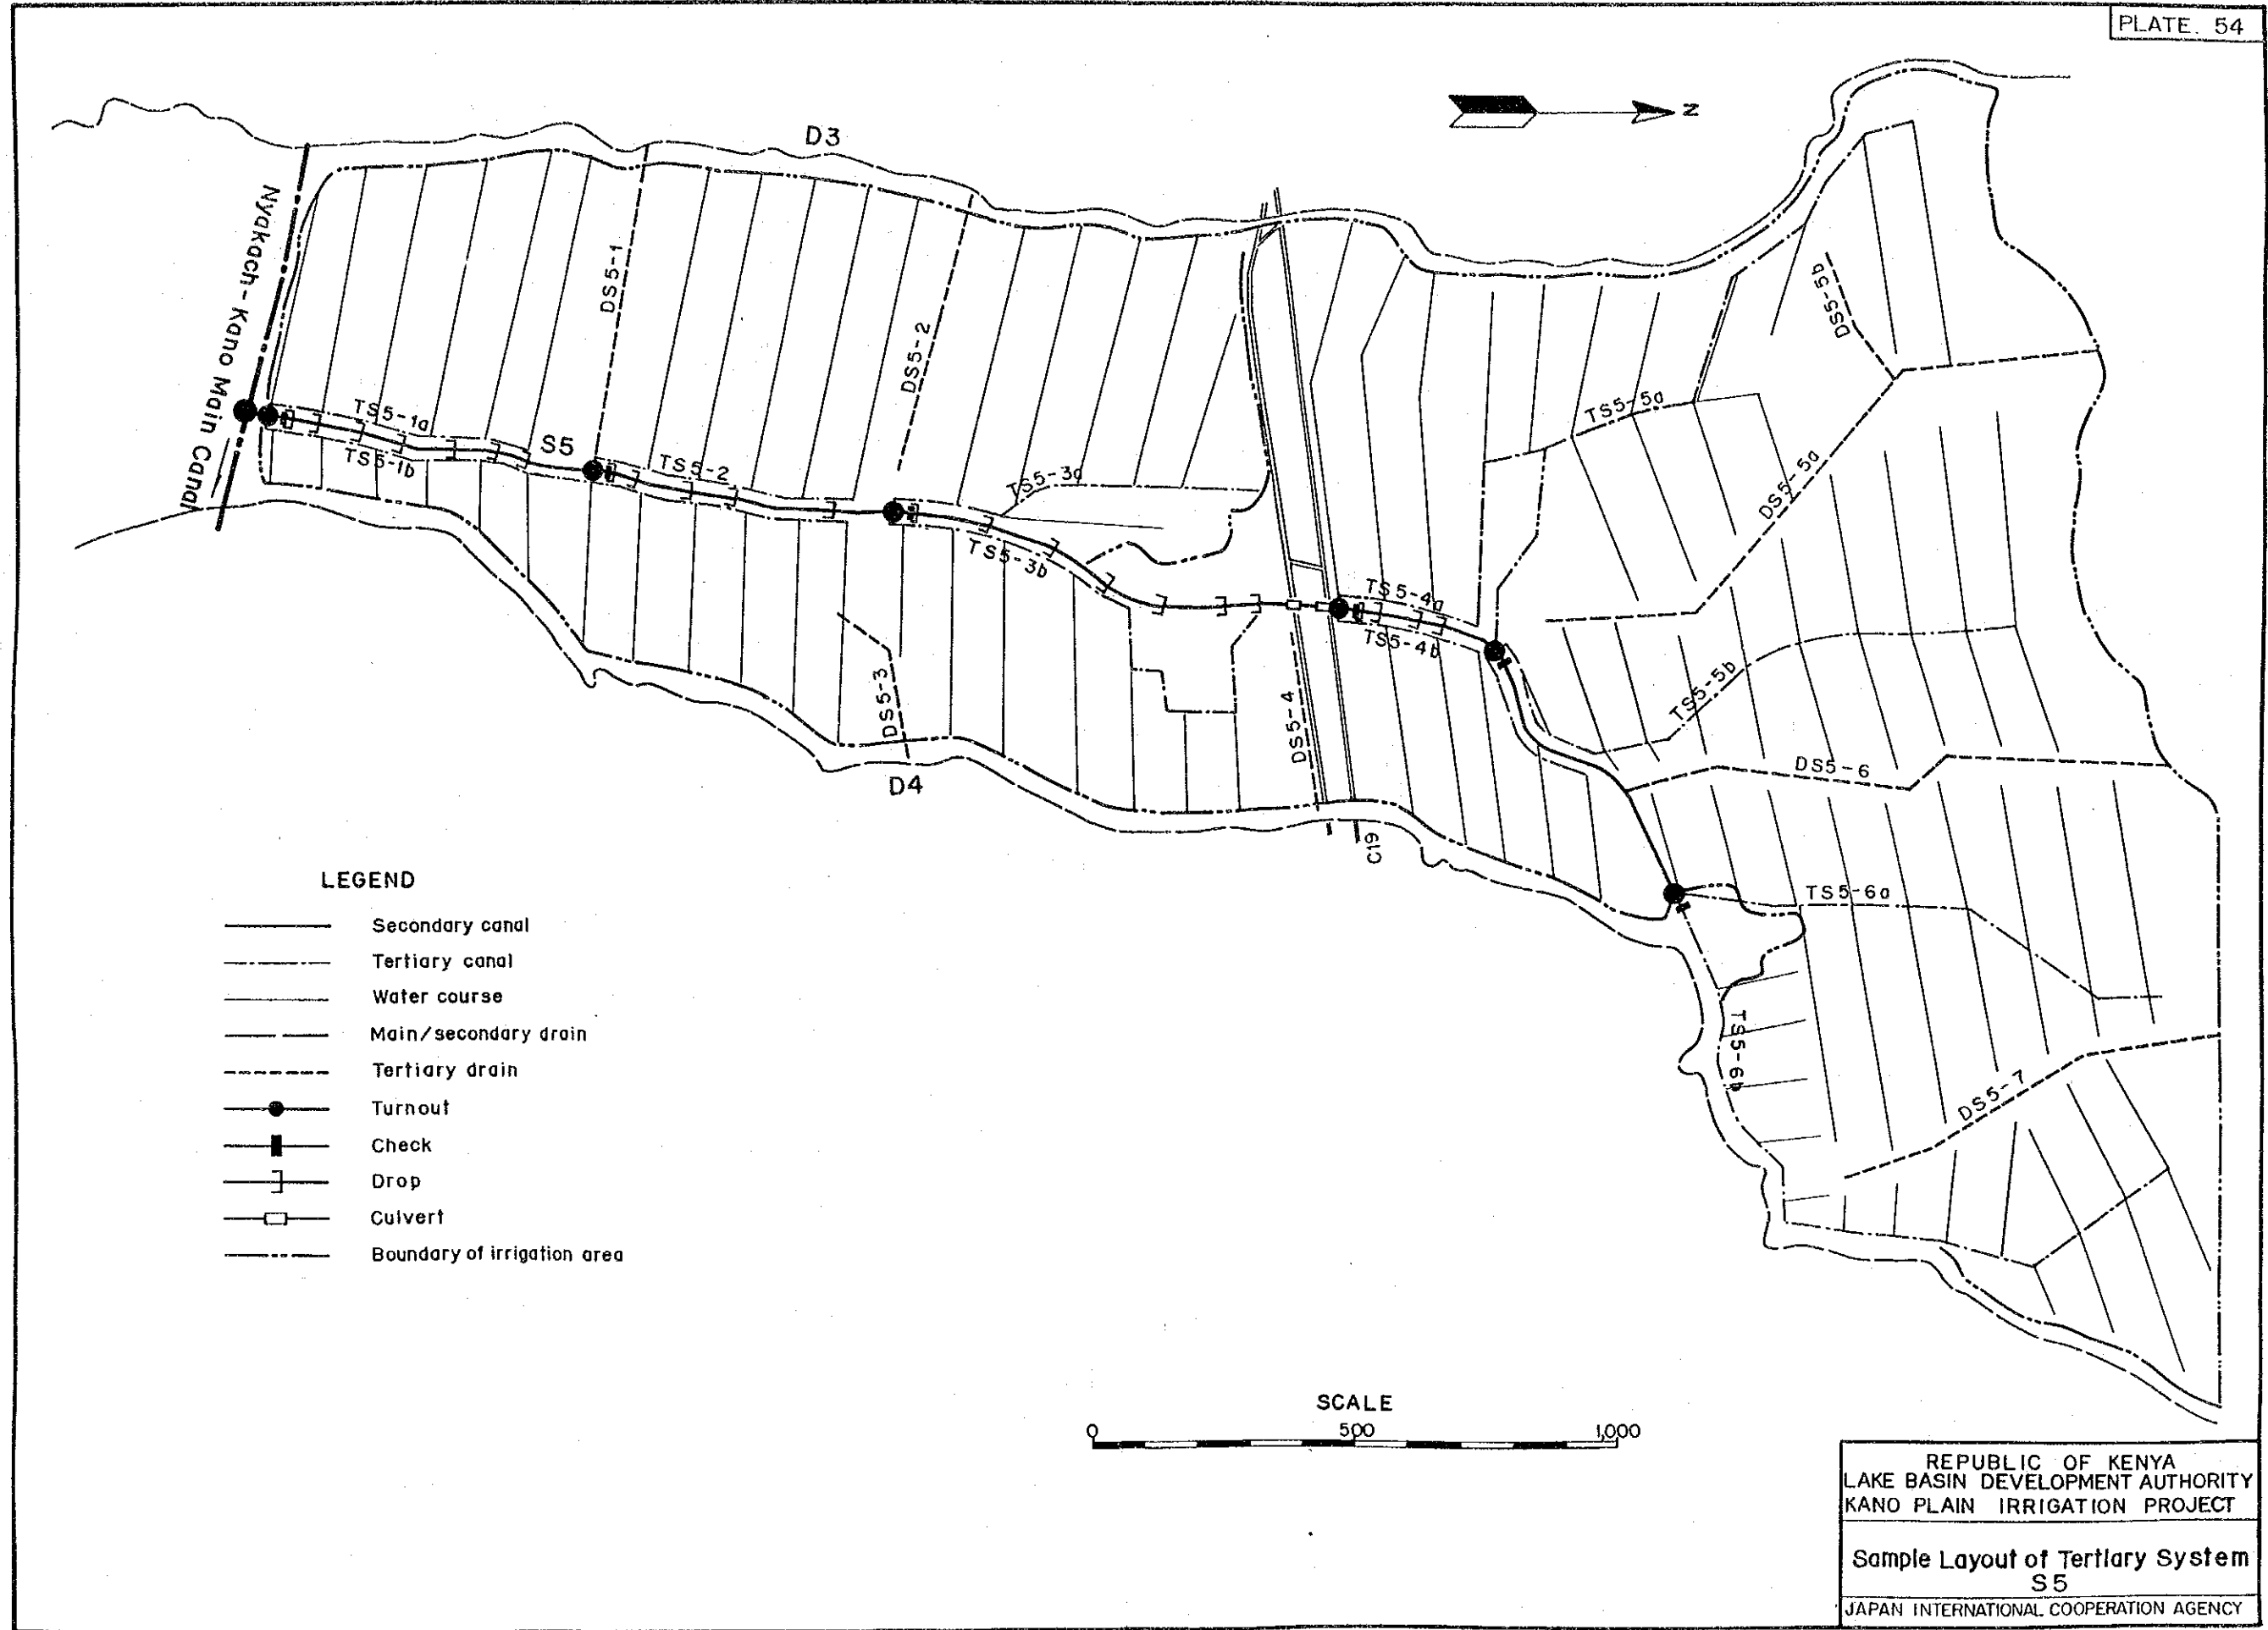 PLATE. 54
N
D3
Nyakach-Kano Main Canal
DS5-1
DS5-2
DS5-5b
TS5-1a
TS5-1b
S5
TS5-2
TS5-3a
TS5-3b
TS5-5a
DS5-5a
TS5-4a
TS5-4b
TS5-5b
DS5-3
DS5-4
D4
DS5-6
C19
TS5-6a
TS5-6b
DS5-7
LEGEND
Secondary canal
Tertiary canal
Water course
Main/secondary drain
Tertiary drain
Turnout
Check
Drop
Culvert
Boundary of irrigation area
SCALE
0 500 1,000
REPUBLIC OF KENYA
LAKE BASIN DEVELOPMENT AUTHORITY
KANO PLAIN IRRIGATION PROJECT
Sample Layout of Tertiary System
S5
JAPAN INTERNATIONAL COOPERATION AGENCY